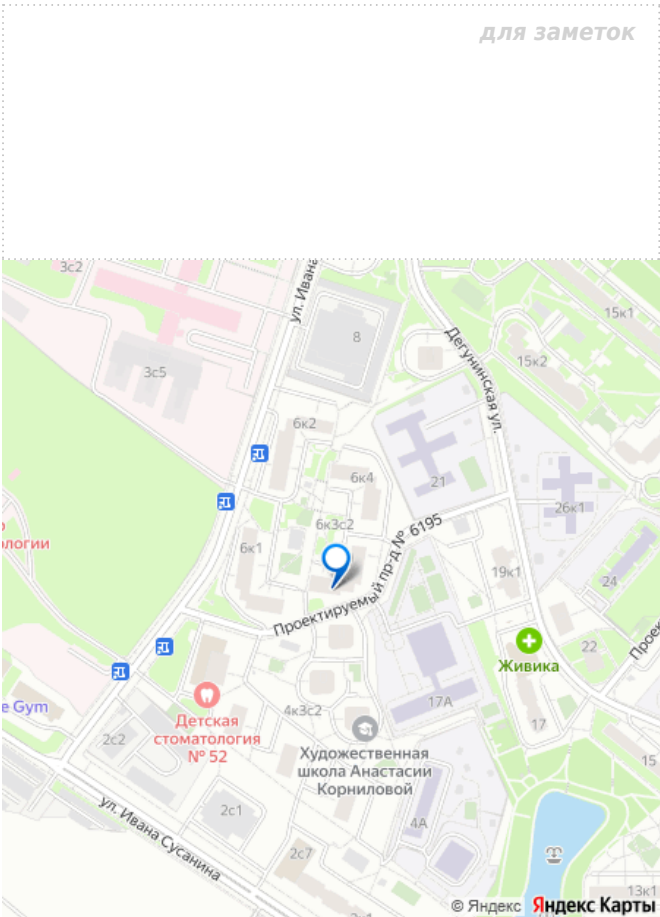 для заметок
3с2
ул. Ивана
15к1
8
Дегунинская ул.
15к2
3с5
6к2
6к4
21
26к1
6к3с2
Проектируемый пр-д № 6195
ологии
6к1
19к1
24
22
Живика
e Gym
17А
4к3с2
Детская
стоматология
№ 52
2с2
17
Художественная
школа Анастасии
Корниловой
15
ул. Ивана Сусанина
2с1
4А
2с7
13к1
© Яндекс Яндекс Карты